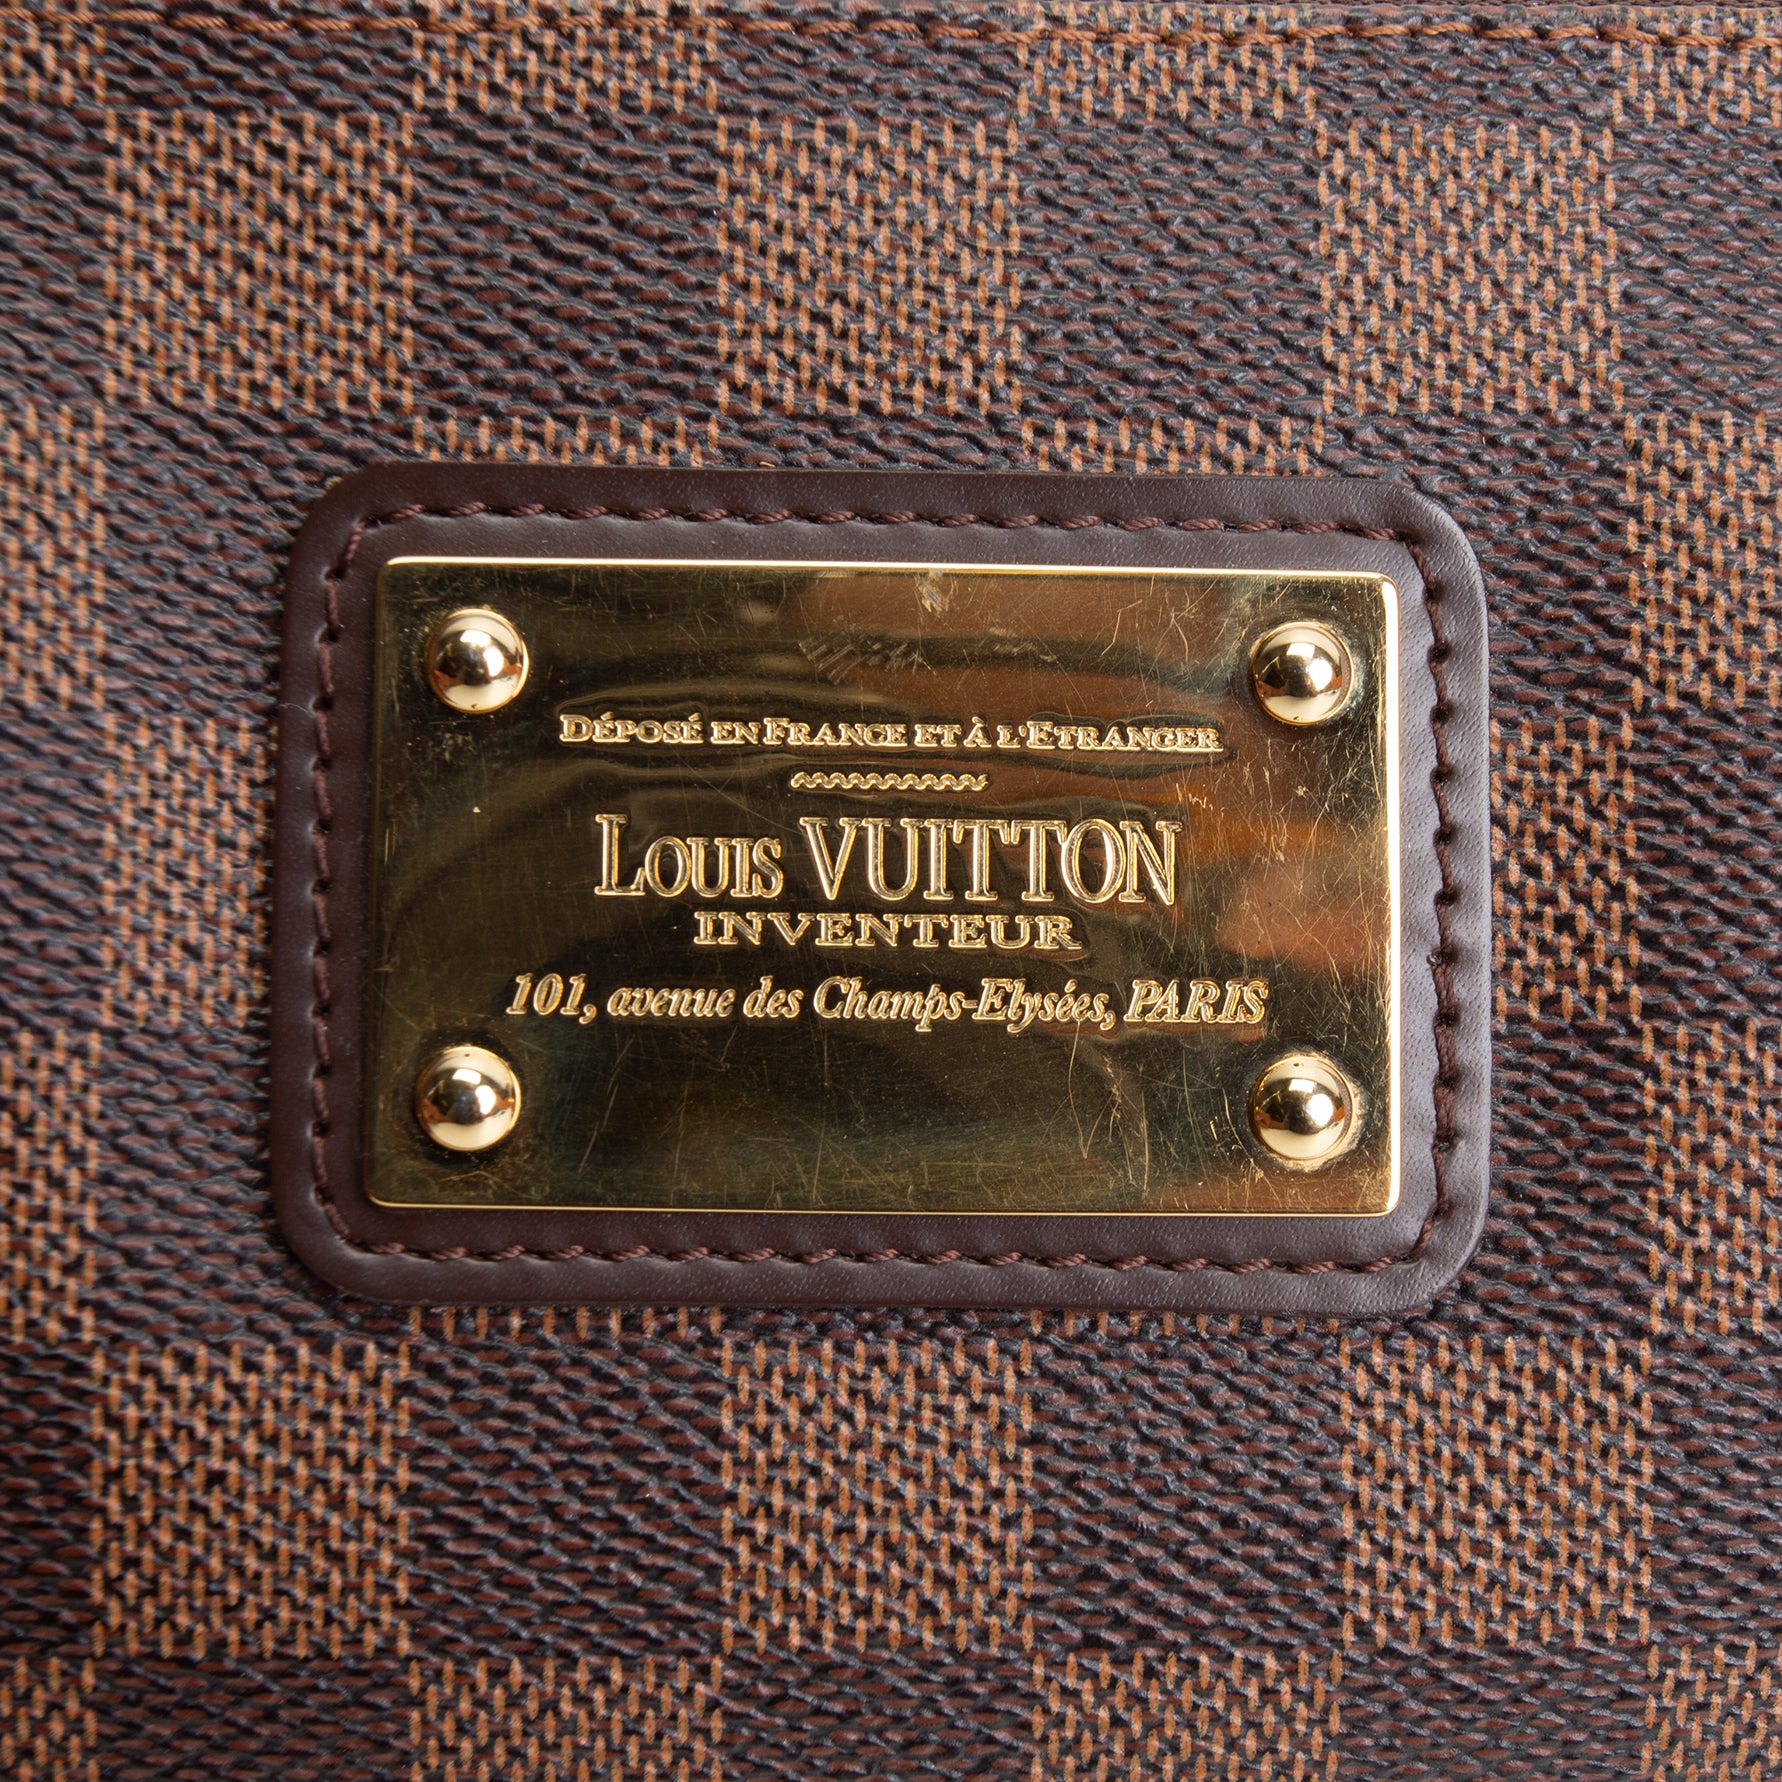 DÉPOSÉ EN FRANCE ET À L'ETRANGER
LOUIS VUITTON
INVENTEUR
101, avenue des Champs-Elysées, PARIS